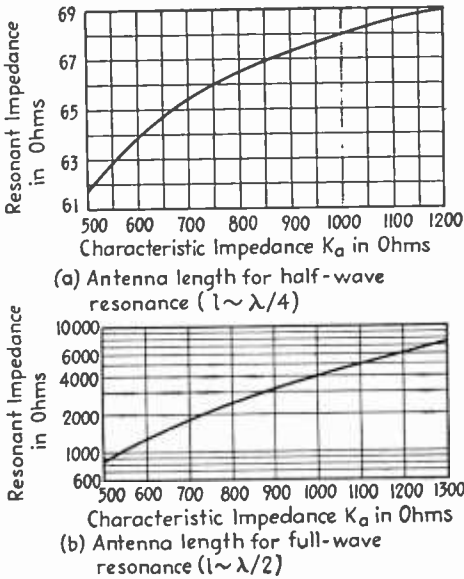 69
67
65
63
61
Resonant Impedance
in Ohms
500 600 700 800 900 1000 1100 1200
Characteristic Impedance Ka in Ohms
(a) Antenna length for half-wave
resonance (l~λ/4)
10000
6000
4000
2000
1000
600
Resonant Impedance
in Ohms
500 600 700 800 900 1000 1100 1200 1300
Characteristic Impedance Ka in Ohms
(b) Antenna length for full-wave
resonance (l~λ/2)